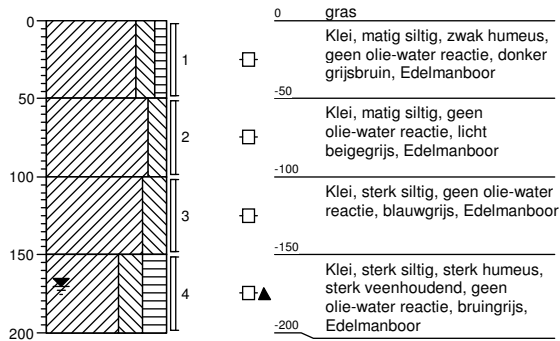 0
50
100
150
200
1
2
3
4
0
gras
Klei, matig siltig, zwak humeus,
geen olie-water reactie, donker
grijsbruin, Edelmanboor
-50
Klei, matig siltig, geen
olie-water reactie, licht
beigegrijs, Edelmanboor
-100
Klei, sterk siltig, geen olie-water
reactie, blauwgrijs, Edelmanboor
-150
Klei, sterk siltig, sterk humeus,
sterk veenhoudend, geen
olie-water reactie, bruingrijs,
Edelmanboor
-200